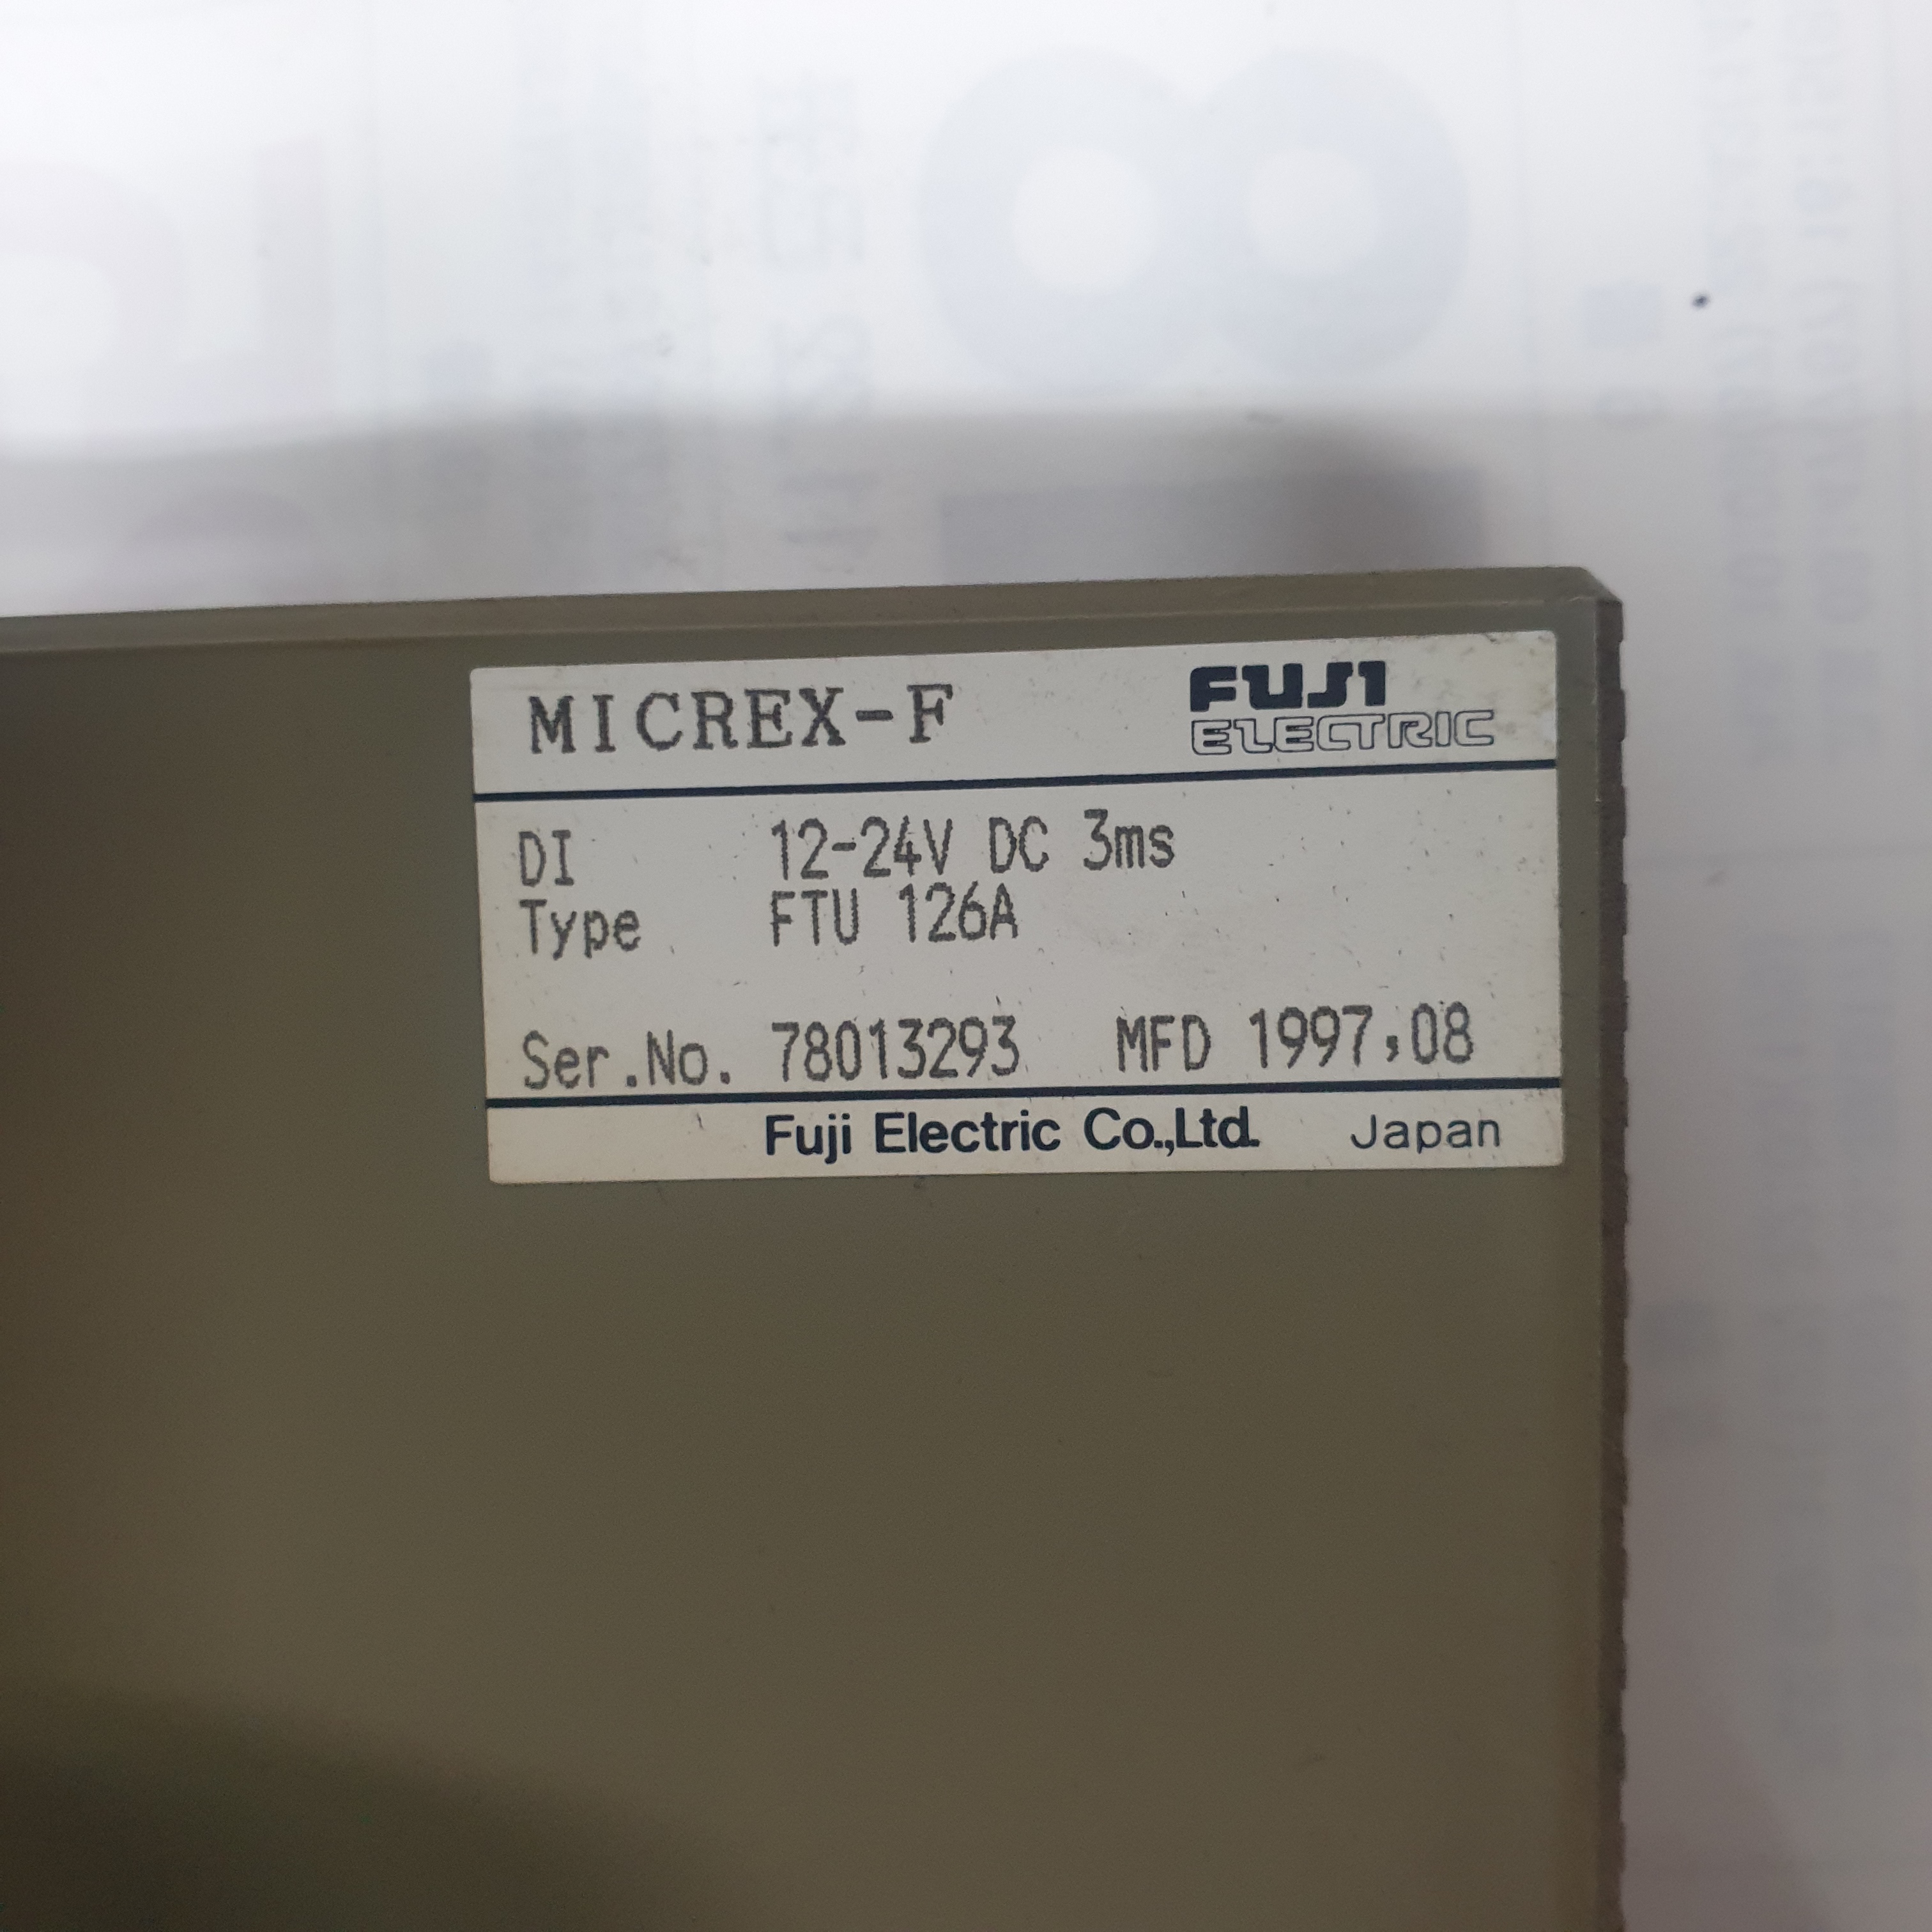 MICREX-F FUJI
ELECTRIC
DI 12-24V DC 3ms
Type FTU 126A
Ser.No. 78013293 MFD 1997,08
Fuji Electric Co.,Ltd. Japan